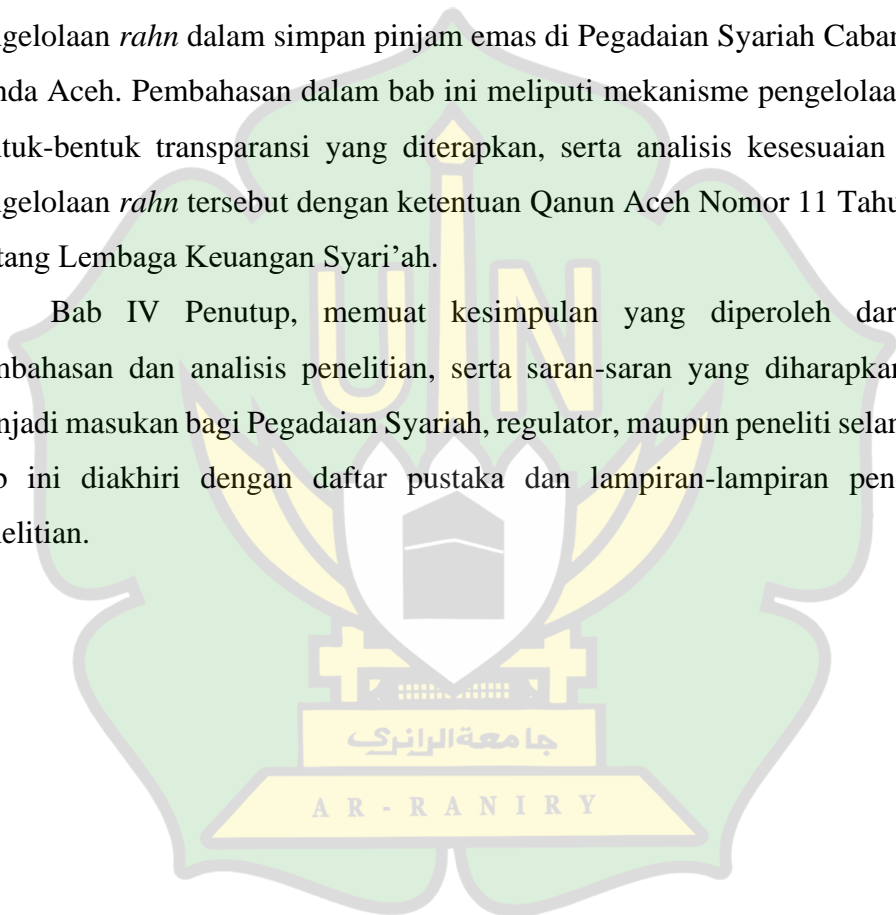 ngelolaan rahn dalam simpan pinjam emas di Pegadaian Syariah Caban
nda Aceh. Pembahasan dalam bab ini meliputi mekanisme pengelolaa
ntuk-bentuk transparansi yang diterapkan, serta analisis kesesuaian
ngelolaan rahn tersebut dengan ketentuan Qanun Aceh Nomor 11 Tahu
tang Lembaga Keuangan Syari’ah.
Bab IV Penutup, memuat kesimpulan yang diperoleh dar
mbahasan dan analisis penelitian, serta saran-saran yang diharapkan
njadi masukan bagi Pegadaian Syariah, regulator, maupun peneliti selan
b ini diakhiri dengan daftar pustaka dan lampiran-lampiran pen
nelitian.
UIN
جامعة الرانري
AR-RANIRY